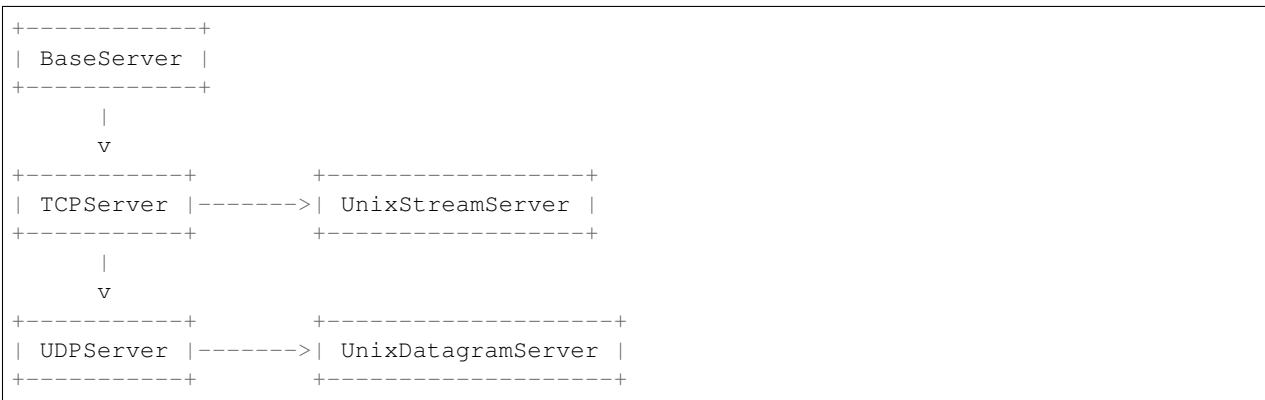 +------------+
| BaseServer |
+------------+
      |
      v
+-----------+        +------------------+
| TCPServer |------->| UnixStreamServer |
+-----------+        +------------------+
      |
      v
+-----------+        +--------------------+
| UDPServer |------->| UnixDatagramServer |
+-----------+        +--------------------+